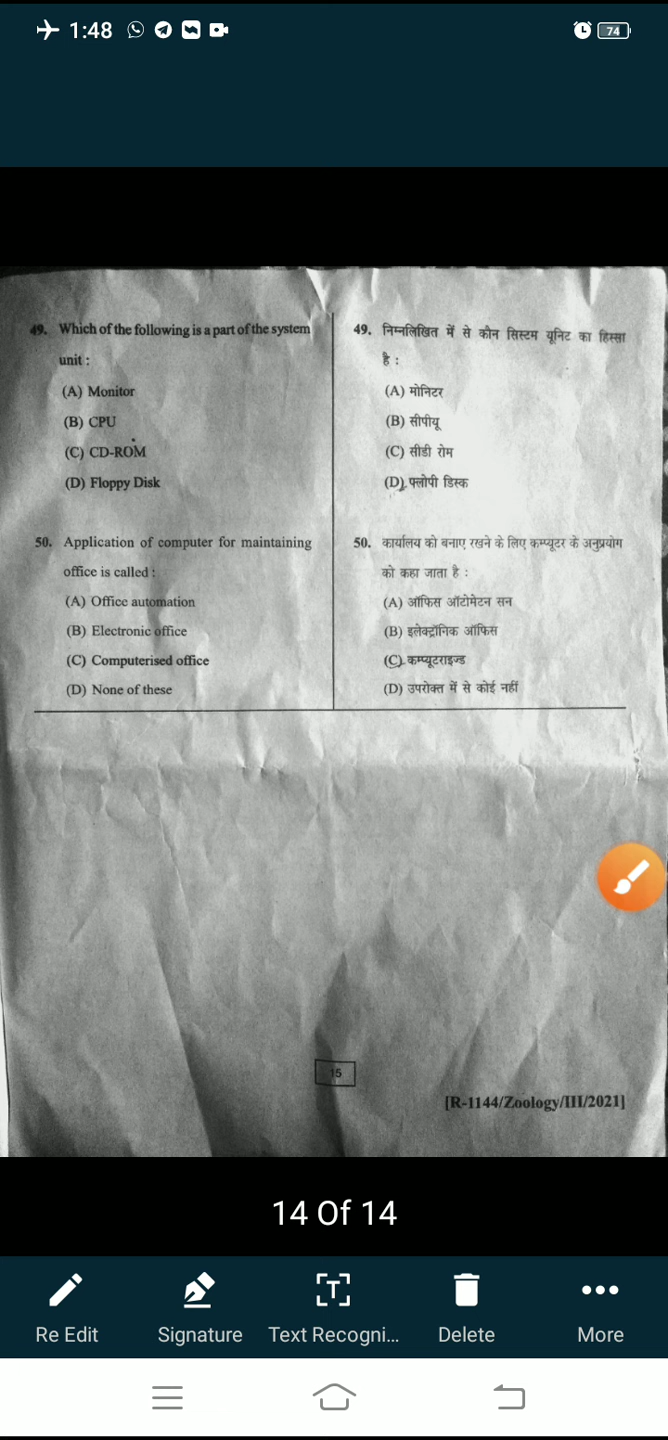 1:48
74
49. Which of the following is a part of the system
unit :
(A) Monitor
(B) CPU
(C) CD-ROM
(D) Floppy Disk
50. Application of computer for maintaining
office is called :
(A) Office automation
(B) Electronic office
(C) Computerised office
(D) None of these
49. निम्नलिखित में से कौन सिस्टम यूनिट का हिस्सा
है :
(A) मोनिटर
(B) सीपीयू
(C) सीडी रोम
(D) फ्लोपी डिस्क
50. कार्यालय को बनाए रखने के लिए कम्प्यूटर के अनुप्रयोग
को कहा जाता है :
(A) ऑफिस ऑटोमेटन सन
(B) इलेक्ट्रॉनिक ऑफिस
(C) कम्प्यूटराइज्ड
(D) उपरोक्त में से कोई नहीं
15
[R-1144/Zoology/III/2021]
14 Of 14
Re Edit
Signature
Text Recogni...
Delete
More